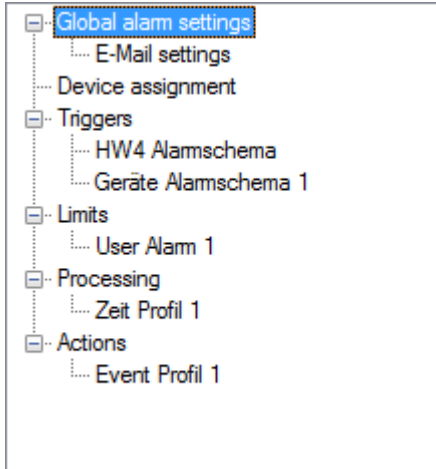 Global alarm settings
E-Mail settings
Device assignment
Triggers
HW4 Alarmschema
Geräte Alarmschema 1
Limits
User Alarm 1
Processing
Zeit Profil 1
Actions
Event Profil 1